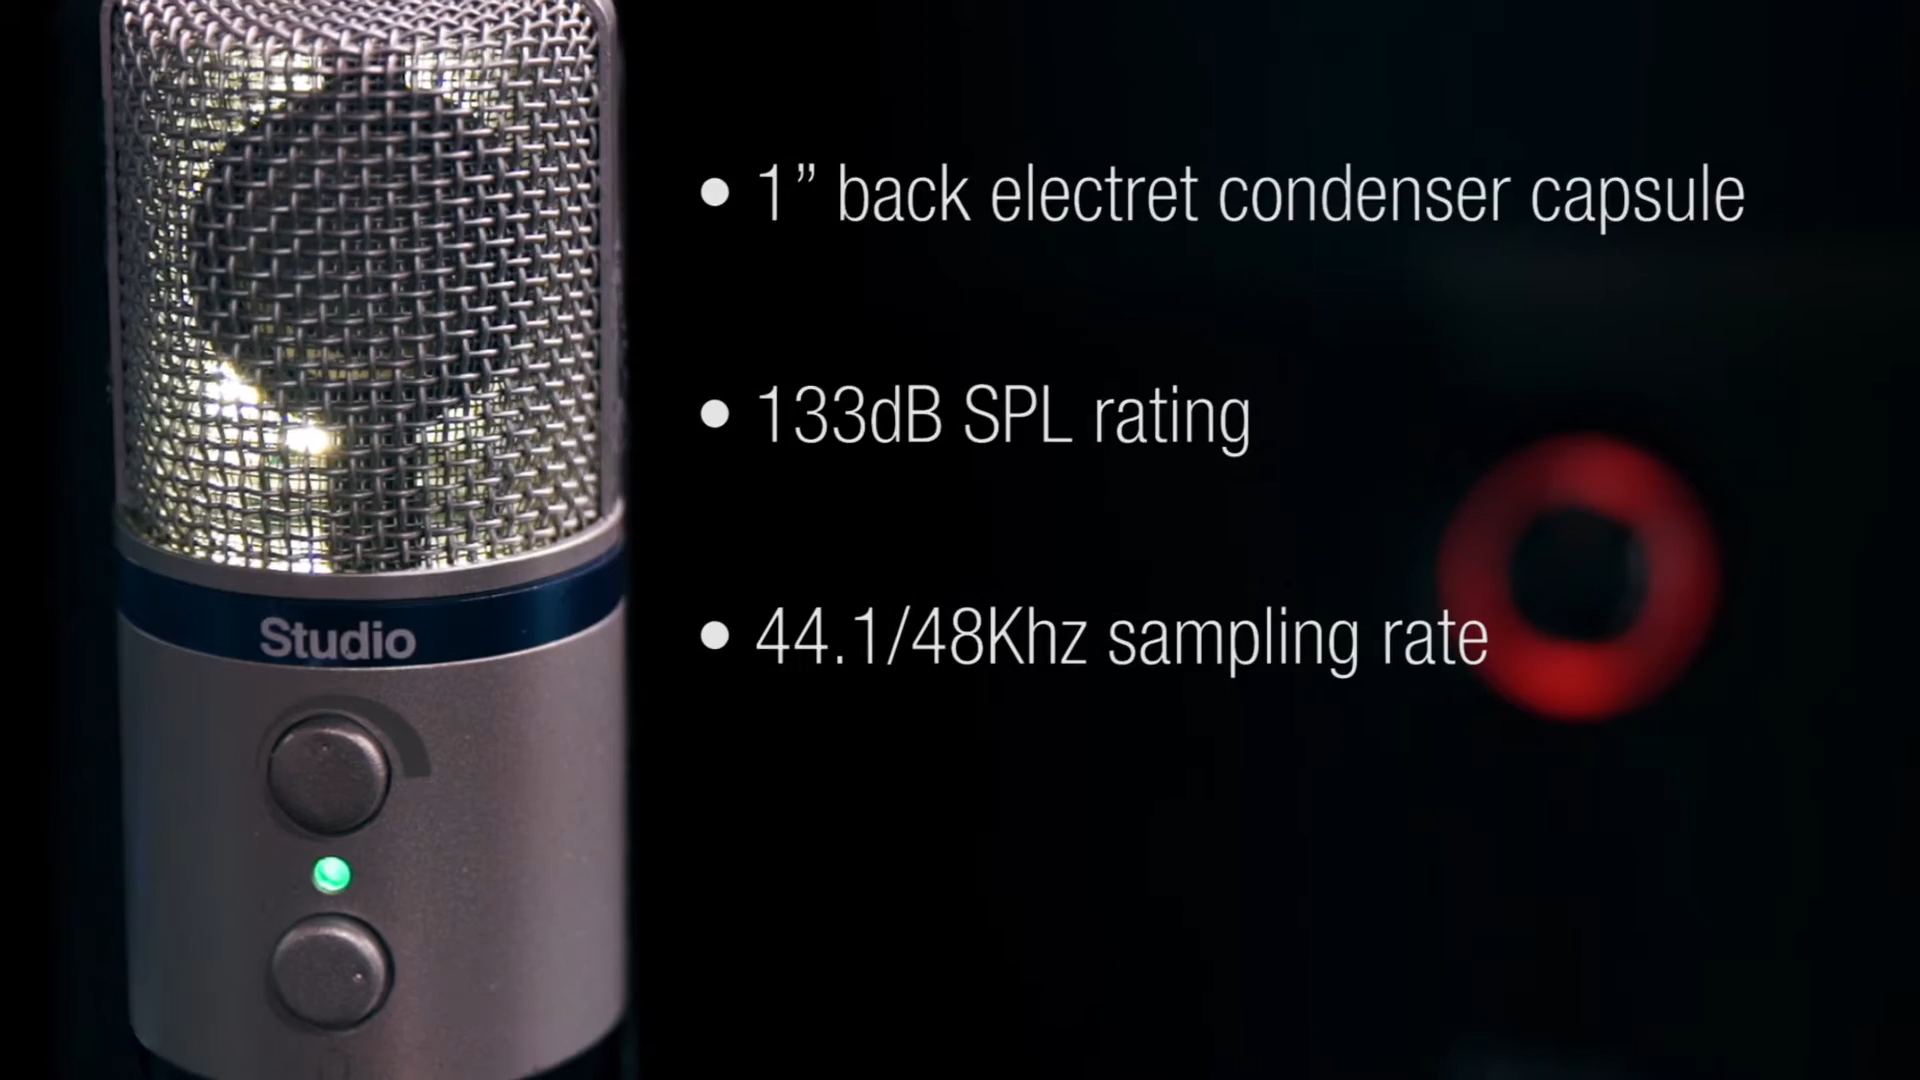 • 1” back electret condenser capsule
• 133dB SPL rating
• 44.1/48Khz sampling rate
Studio